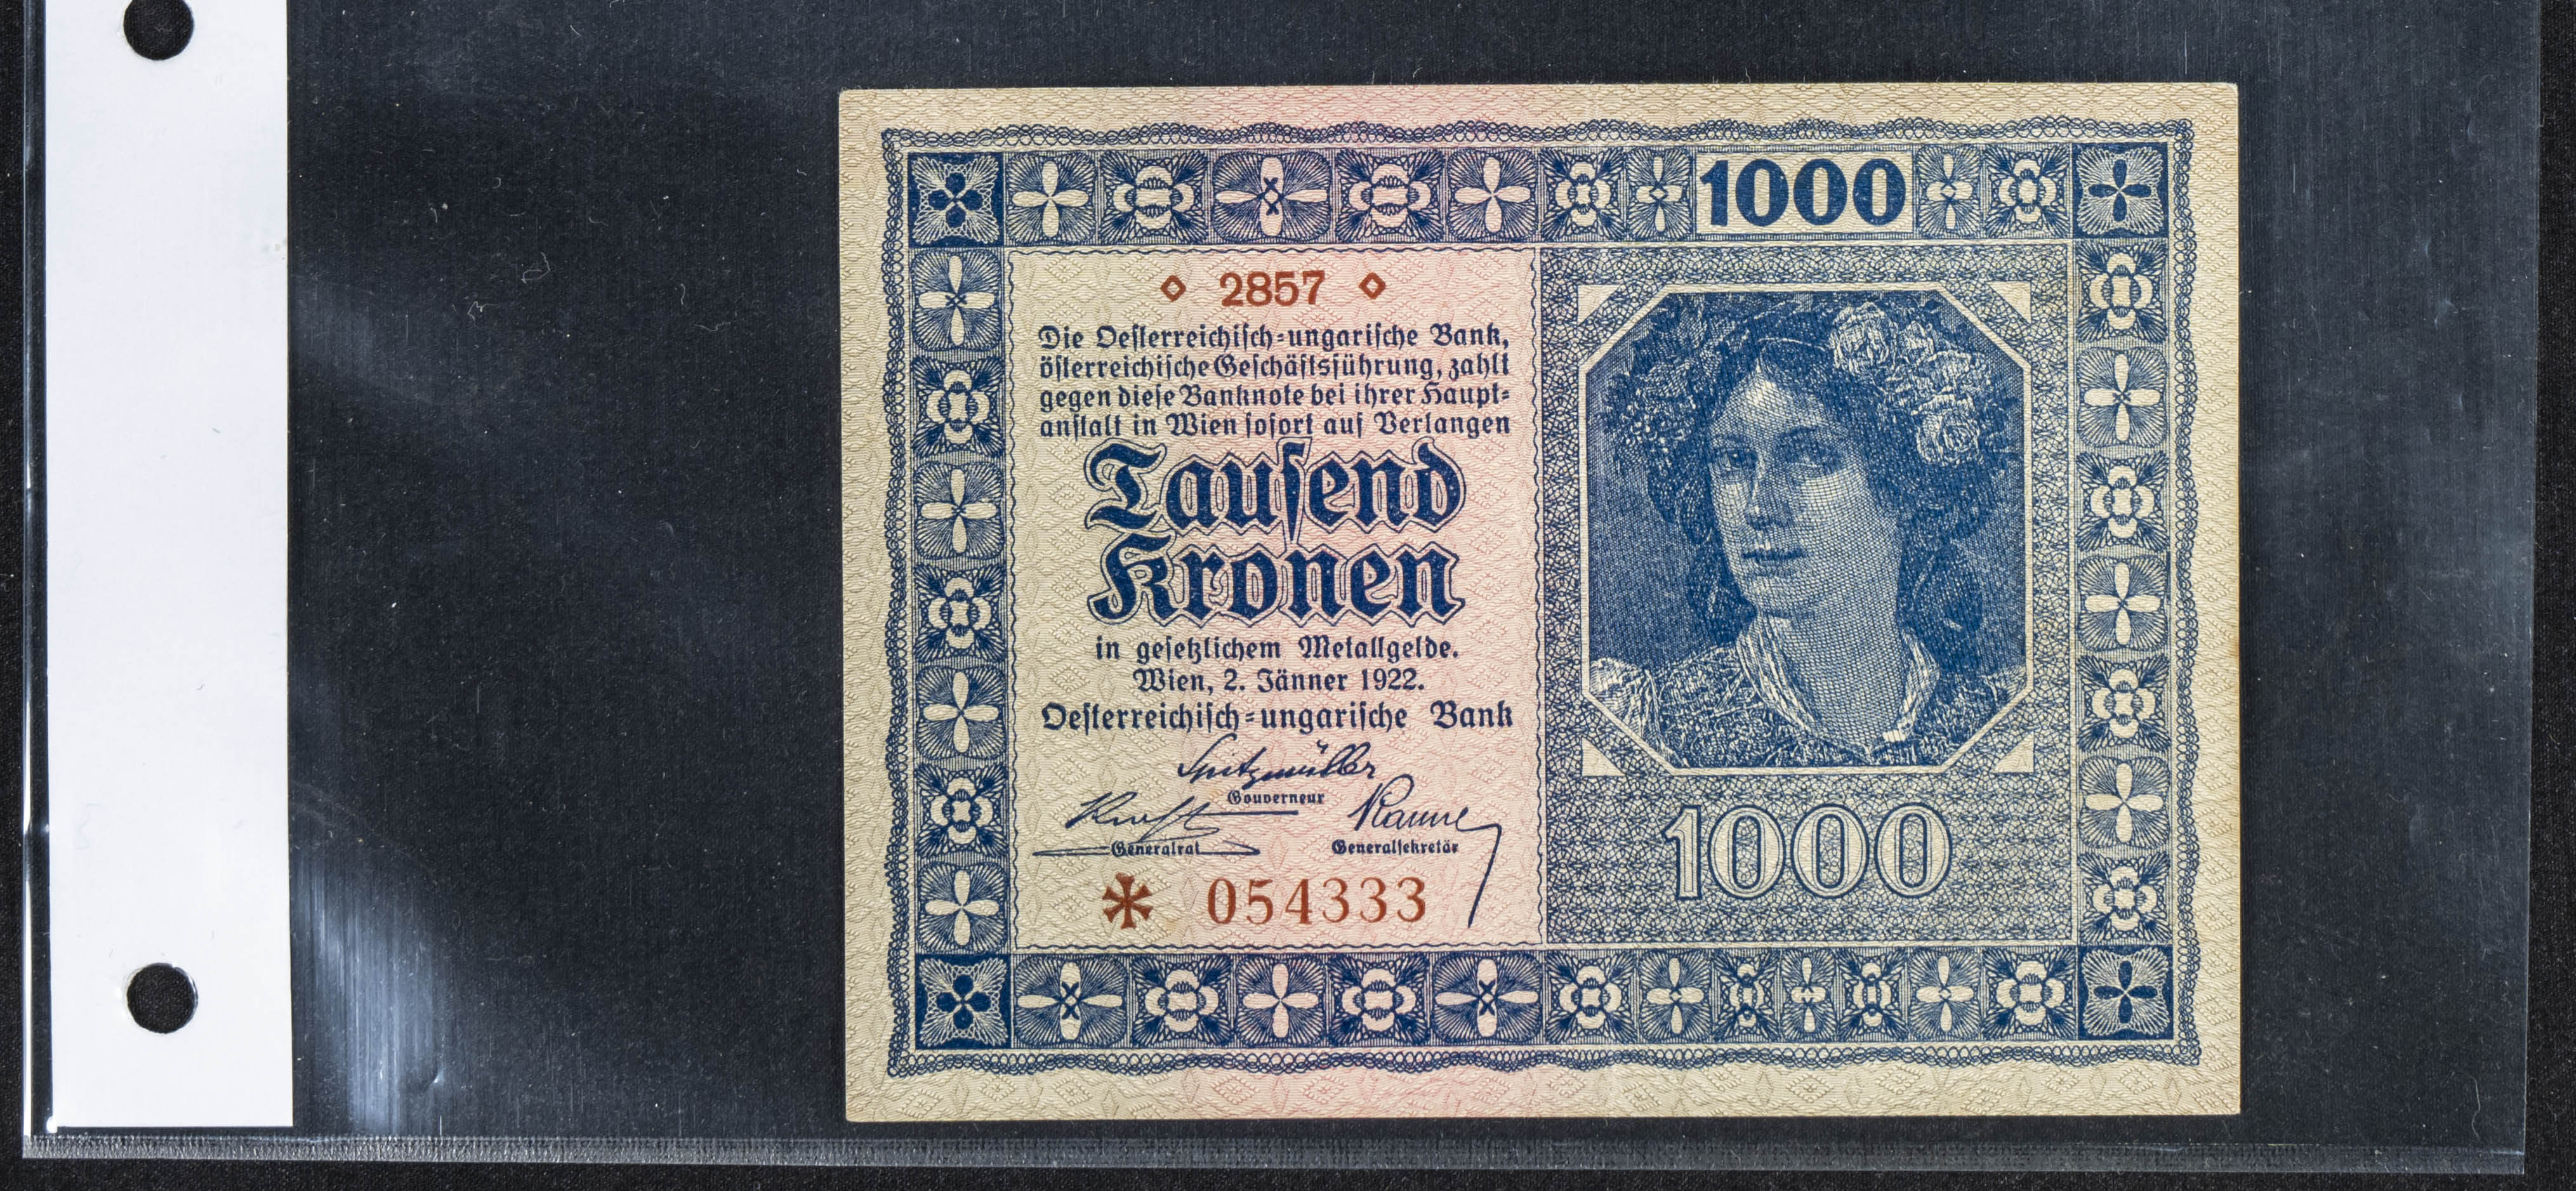 1000
◇ 2857 ◇
Die Oeſterreichiſch-ungariſche Bank,
öſterreichiſche Geſchäftsführung, zahlt
gegen dieſe Banknote bei ihrer Haupt-
anſtalt in Wien ſofort auf Verlangen
Tauſend
Kronen
in geſetzlichem Metallgelde.
Wien, 2. Jänner 1922.
Oeſterreichiſch-ungariſche Bank
Spitzmüller
Gouverneur
Ranne
Generalrat
Generalſekretär
* 054333
1000